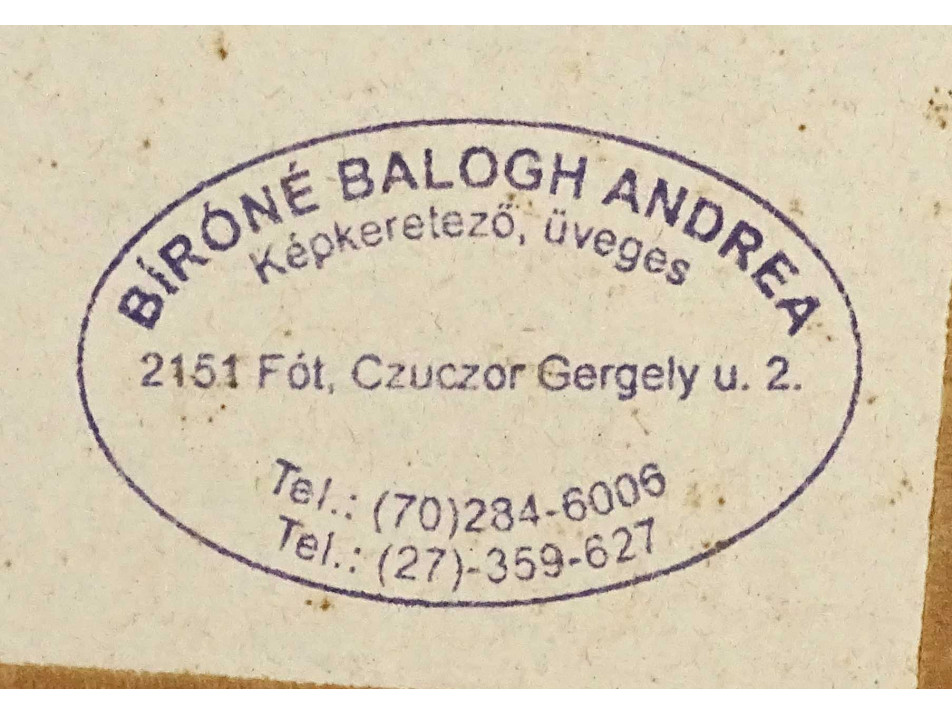 BÍRÓNÉ BALOGH ANDREA
Képkeretező, üveges
2151 Fót, Czuczor Gergely u. 2.
Tel.: (70)284-6006
Tel.: (27)-359-627